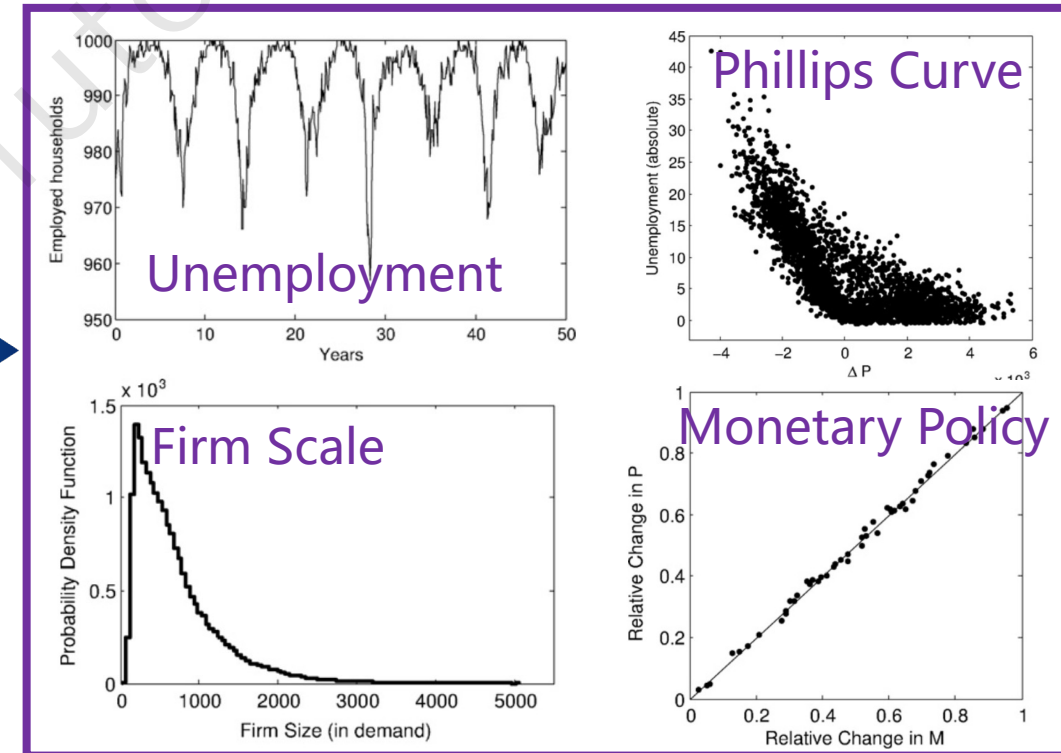 1000
990
980
970
960
950
Employed households
Unemployment
0 10 20 30 40 50
Years
45
35
30
25
20
15
10
5
0
Unemployment (absolute)
Phillips Curve
−4 −2 0 2 4 6
Δ P
x 10³
1.5
1
0.5
0
Probability Density Function
Firm Scale
0 1000 2000 3000 4000 5000
Firm Size (in demand)
1
0.8
0.6
0.4
0.2
0
Relative Change in P
Monetary Policy
0 0.2 0.4 0.6 0.8 1
Relative Change in M